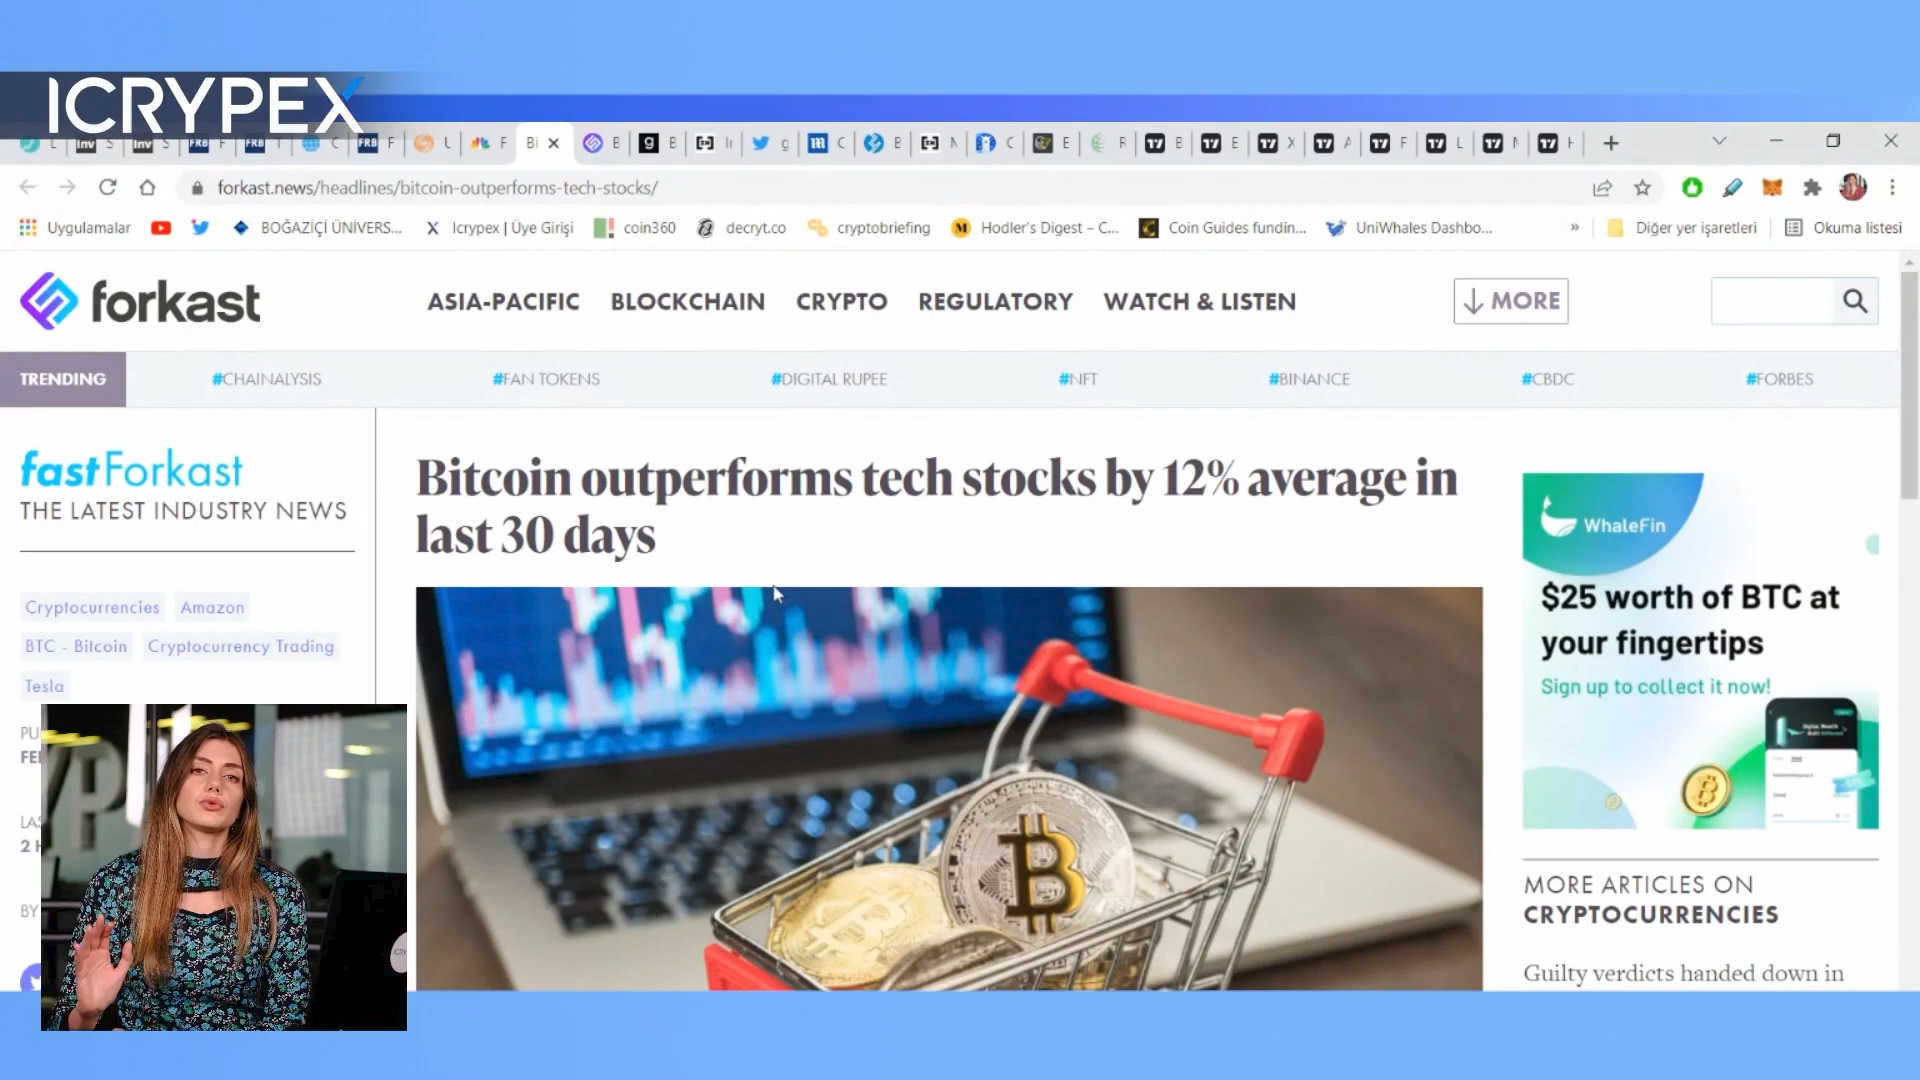 ICRYPEX
forkast.news/headlines/bitcoin-outperforms-tech-stocks/
Uygulamalar
BOĞAZİÇİ ÜNİVERS...
Icrypex | Üye Girişi
coin360
decryt.co
cryptobriefing
Hodler's Digest – C...
Coin Guides fundin...
UniWhales Dashbo...
»
Diğer yer işaretleri
Okuma listesi
forkast
ASIA-PACIFIC
BLOCKCHAIN
CRYPTO
REGULATORY
WATCH & LISTEN
MORE
TRENDING
#CHAINALYSIS
#FAN TOKENS
#DIGITAL RUPEE
#NFT
#BINANCE
#CBDC
#FORBES
fastForkast
THE LATEST INDUSTRY NEWS
Cryptocurrencies
Amazon
BTC - Bitcoin
Cryptocurrency Trading
Tesla
Bitcoin outperforms tech stocks by 12% average in
last 30 days
WhaleFin
$25 worth of BTC at
your fingertips
Sign up to collect it now!
MORE ARTICLES ON
CRYPTOCURRENCIES
Guilty verdicts handed down in